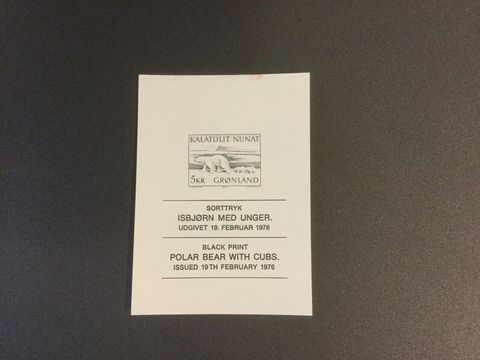 KALÂTDLIT NUNÂT
5KR GRØNLAND
SORTTRYK
ISBJØRN MED UNGER.
UDGIVET 19. FEBRUAR 1976
BLACK PRINT
POLAR BEAR WITH CUBS.
ISSUED 19TH FEBRUARY 1976